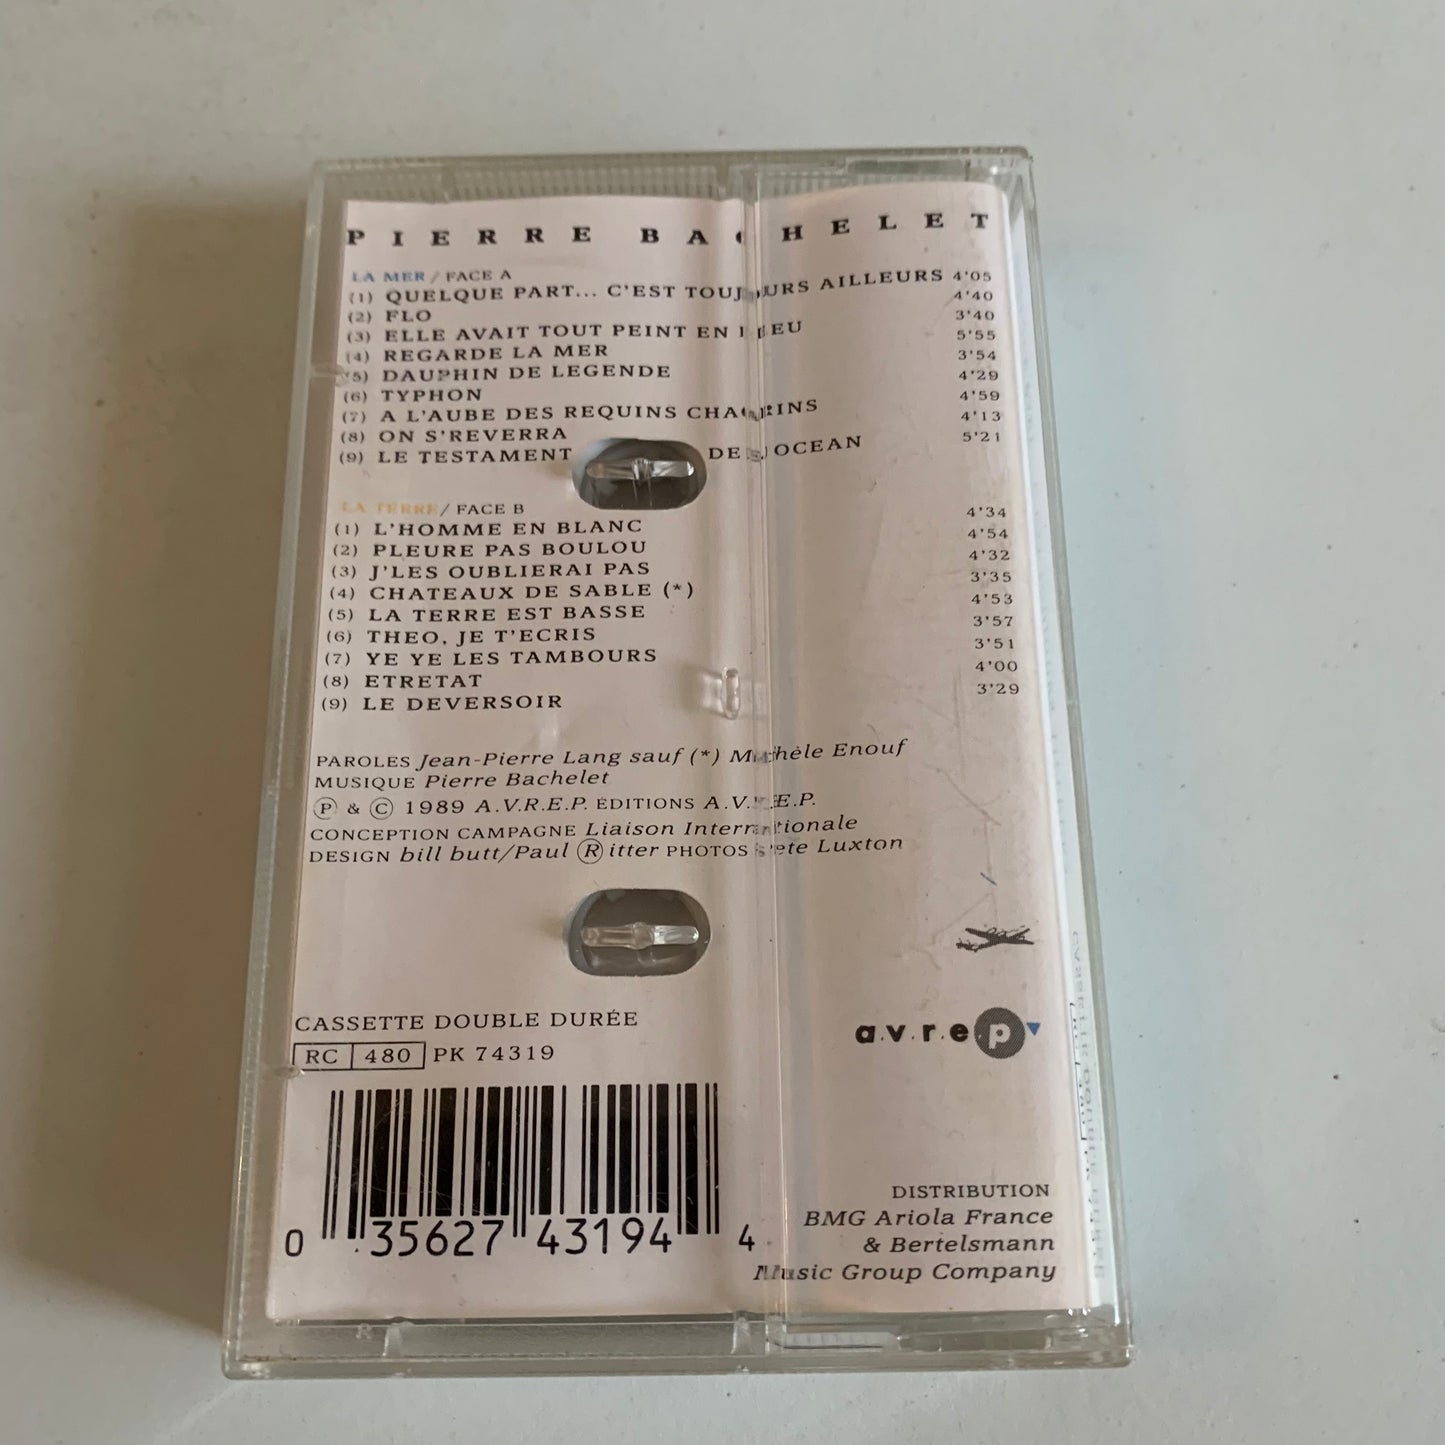 PIERRE BACHELET
LA MER / FACE A
(1) QUELQUE PART... C'EST TOUJOURS AILLEURS 4'05
(2) FLO 4'40
(3) ELLE AVAIT TOUT PEINT EN BLEU 3'40
(4) REGARDE LA MER 5'55
(5) DAUPHIN DE LEGENDE 3'54
(6) TYPHON 4'29
(7) A L'AUBE DES REQUINS CHAGRINS 4'59
(8) ON S'REVERRA 4'13
(9) LE TESTAMENT DE L'OCEAN 5'21
LA TERRE / FACE B
(1) L'HOMME EN BLANC 4'34
(2) PLEURE PAS BOULOU 4'54
(3) J'LES OUBLIERAI PAS 4'32
(4) CHATEAUX DE SABLE (*) 3'35
(5) LA TERRE EST BASSE 4'53
(6) THEO, JE T'ECRIS 3'57
(7) YE YE LES TAMBOURS 3'51
(8) ETRETAT 4'00
(9) LE DEVERSOIR 3'29
PAROLES Jean-Pierre Lang sauf (*) Michèle Enouf
MUSIQUE Pierre Bachelet
Ⓟ & © 1989 A.V.R.E.P. ÉDITIONS A.V.R.E.P.
CONCEPTION CAMPAGNE Liaison Internationale
DESIGN bill butt/Paul Ⓡitter PHOTOS Pete Luxton
CASSETTE DOUBLE DURÉE
RC 480 PK 74319
a.v.r.e.p
0 35627 43194 4
DISTRIBUTION
BMG Ariola France
& Bertelsmann
Music Group Company